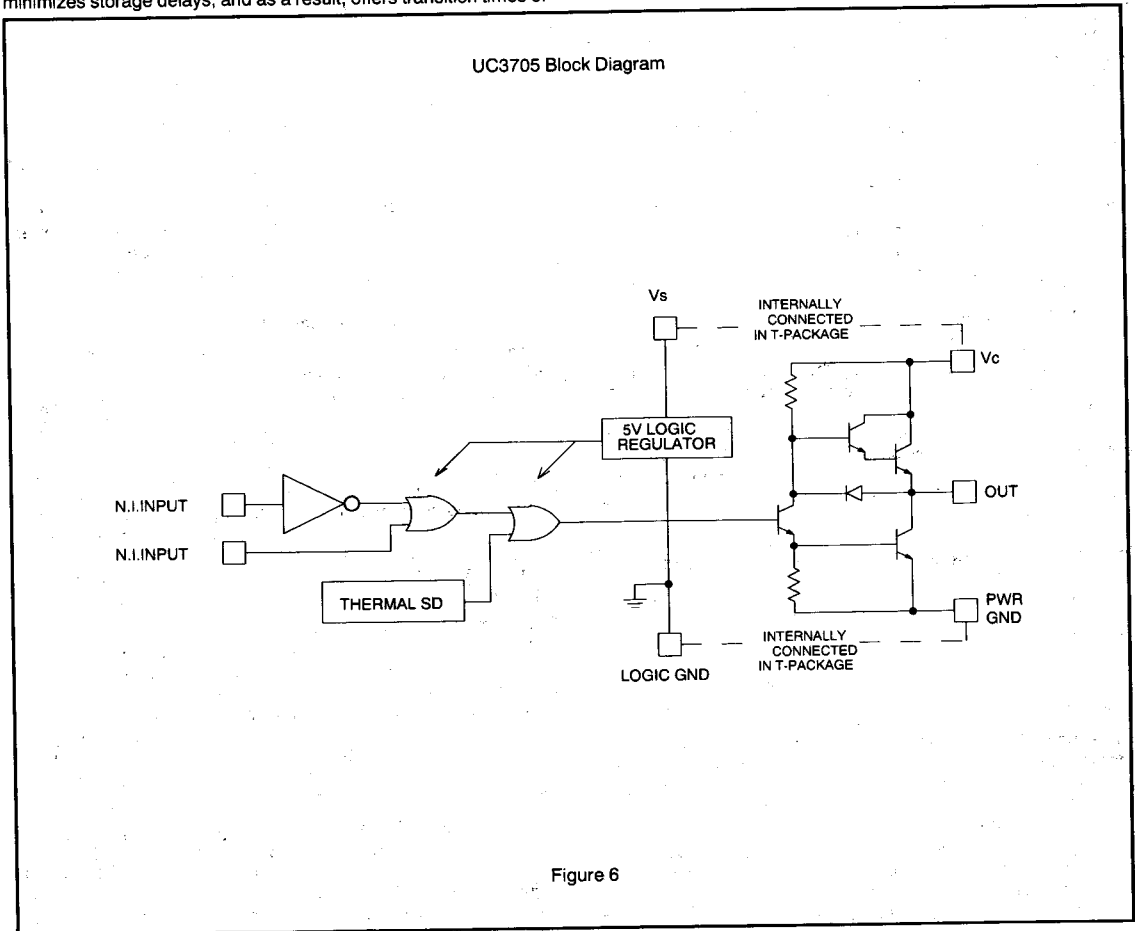 minimizes storage delays, and as a result, offers transition times of
UC3705 Block Diagram
Vs
INTERNALLY
CONNECTED
IN T-PACKAGE
Vc
5V LOGIC
REGULATOR
N.I.INPUT
OUT
N.I.INPUT
THERMAL SD
PWR
GND
INTERNALLY
CONNECTED
IN T-PACKAGE
LOGIC GND
Figure 6